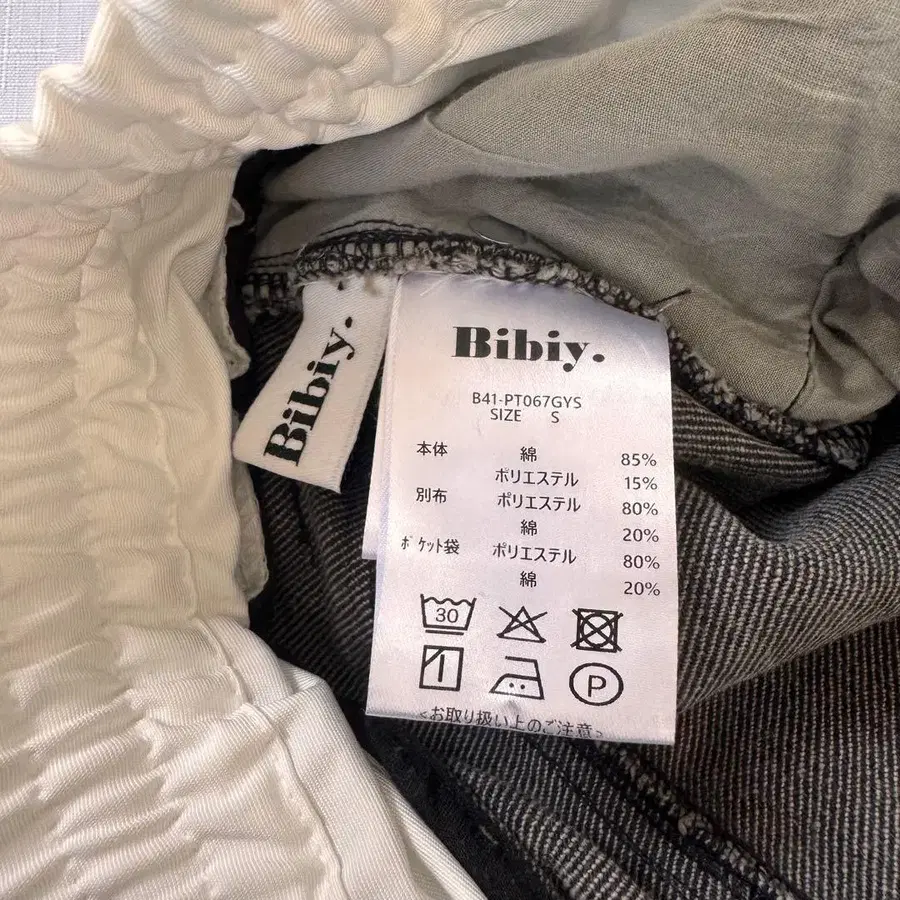 Bibiy.
Bibiy.
B41-PT067GYS
SIZE S
本体 綿 85%
ポリエステル 15%
別布 ポリエステル 80%
綿 20%
ポケット袋 ポリエステル 80%
綿 20%
30
P
<お取り扱い上のご注意>